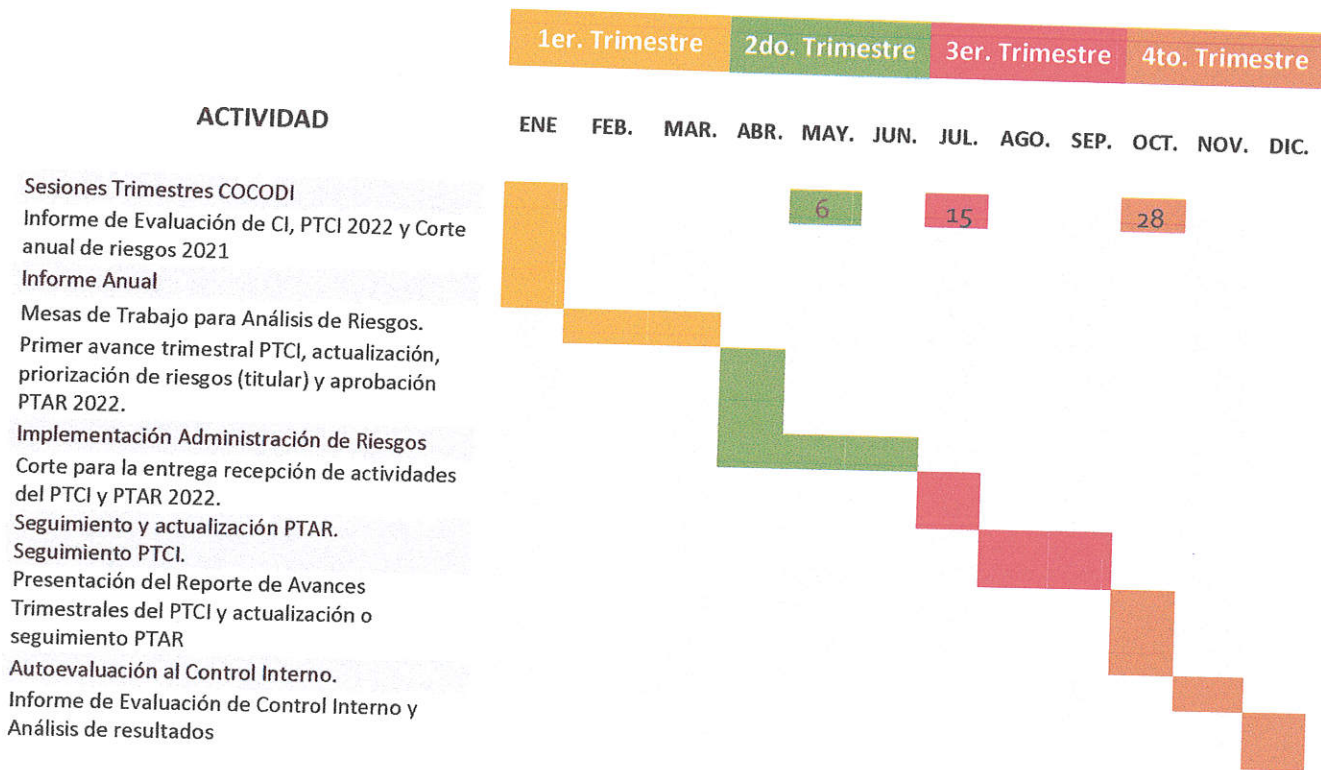 1er. Trimestre 2do. Trimestre 3er. Trimestre 4to. Trimestre
ACTIVIDAD ENE FEB. MAR. ABR. MAY. JUN. JUL. AGO. SEP. OCT. NOV. DIC.
Sesiones Trimestres COCODI 6 15 28
Informe de Evaluación de CI, PTCI 2022 y Corte
anual de riesgos 2021
Informe Anual
Mesas de Trabajo para Análisis de Riesgos.
Primer avance trimestral PTCI, actualización,
priorización de riesgos (titular) y aprobación
PTAR 2022.
Implementación Administración de Riesgos
Corte para la entrega recepción de actividades
del PTCI y PTAR 2022.
Seguimiento y actualización PTAR.
Seguimiento PTCI.
Presentación del Reporte de Avances
Trimestrales del PTCI y actualización o
seguimiento PTAR
Autoevaluación al Control Interno.
Informe de Evaluación de Control Interno y
Análisis de resultados